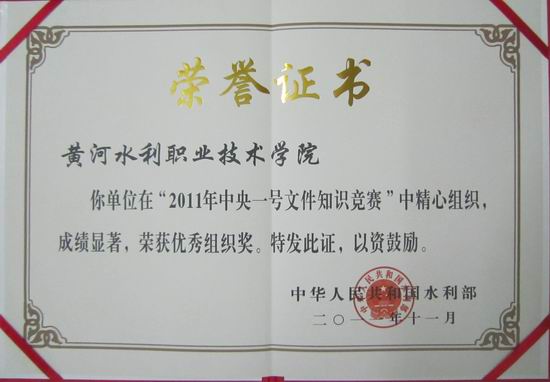 荣誉证书
黄河水利职业技术学院
你单位在“2011年中央一号文件知识竞赛”中精心组织，
成绩显著，荣获优秀组织奖。特发此证，以资鼓励。
中华人民共和国水利部
二〇一一年十一月